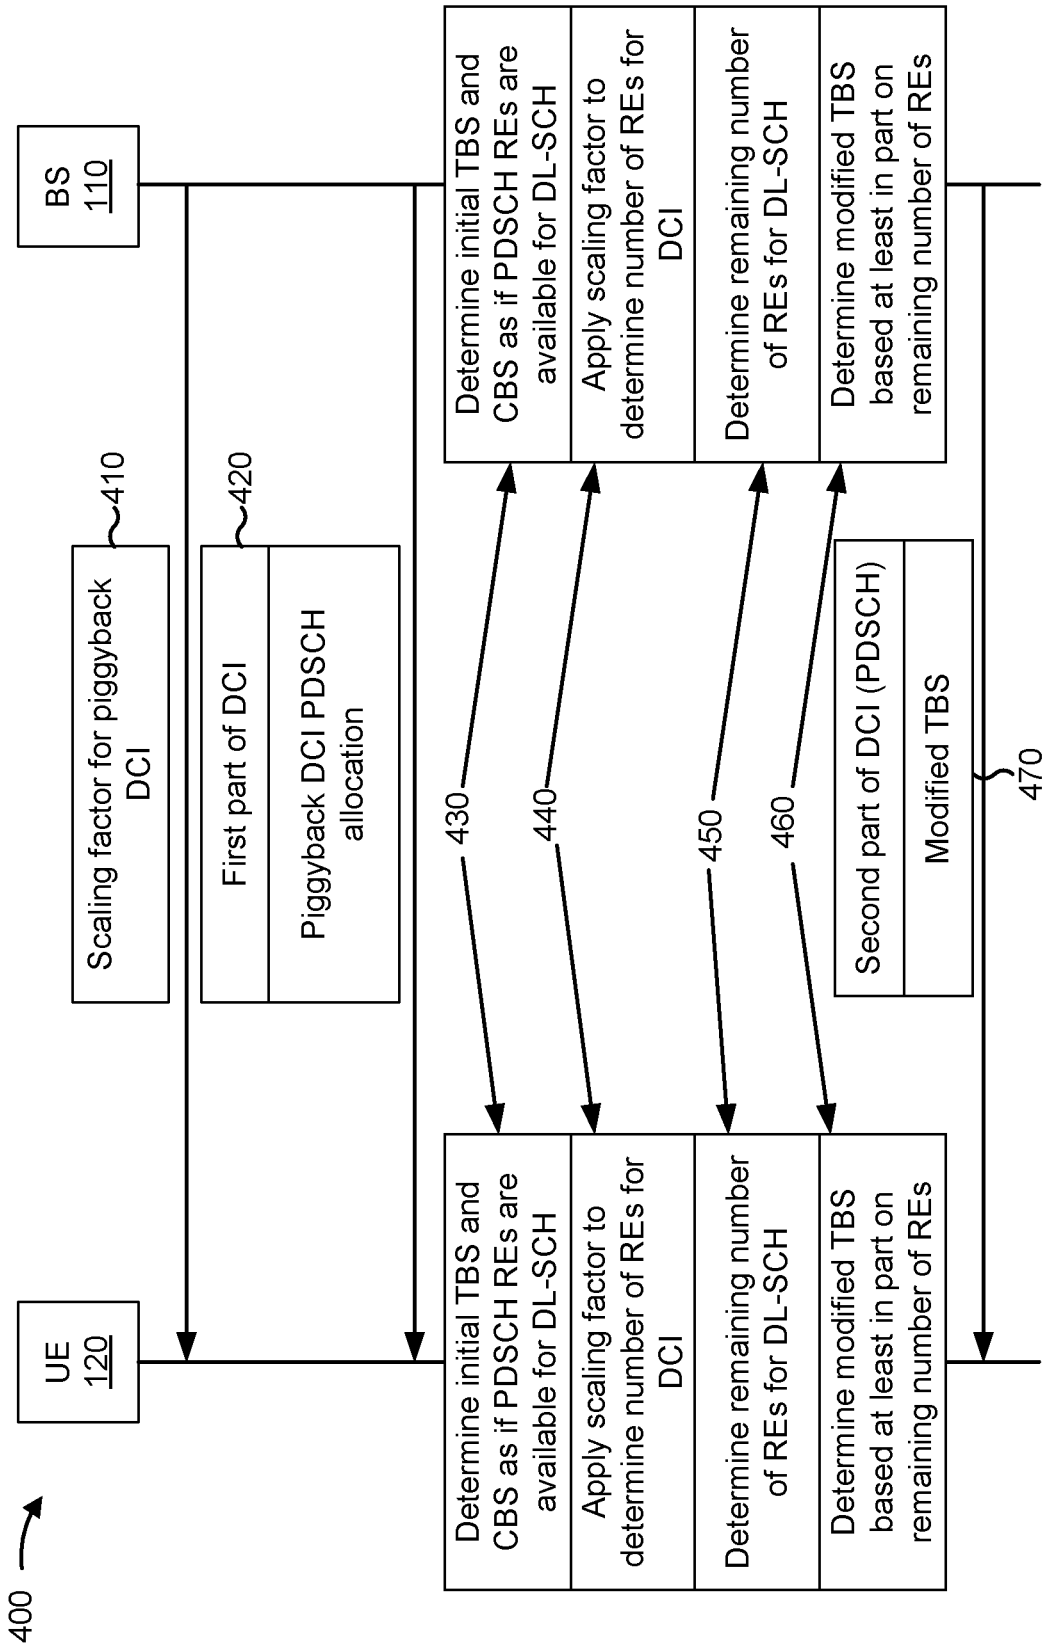 400
UE
120
BS
110
Scaling factor for piggyback
DCI
410
First part of DCI
420
Piggyback DCI PDSCH
allocation
Determine initial TBS and
CBS as if PDSCH REs are
available for DL-SCH
Apply scaling factor to
determine number of REs for
DCI
Determine remaining number
of REs for DL-SCH
Determine modified TBS
based at least in part on
remaining number of REs
430
440
450
460
Determine initial TBS and
CBS as if PDSCH REs are
available for DL-SCH
Apply scaling factor to
determine number of REs for
DCI
Determine remaining number
of REs for DL-SCH
Determine modified TBS
based at least in part on
remaining number of REs
Second part of DCI (PDSCH)
Modified TBS
470